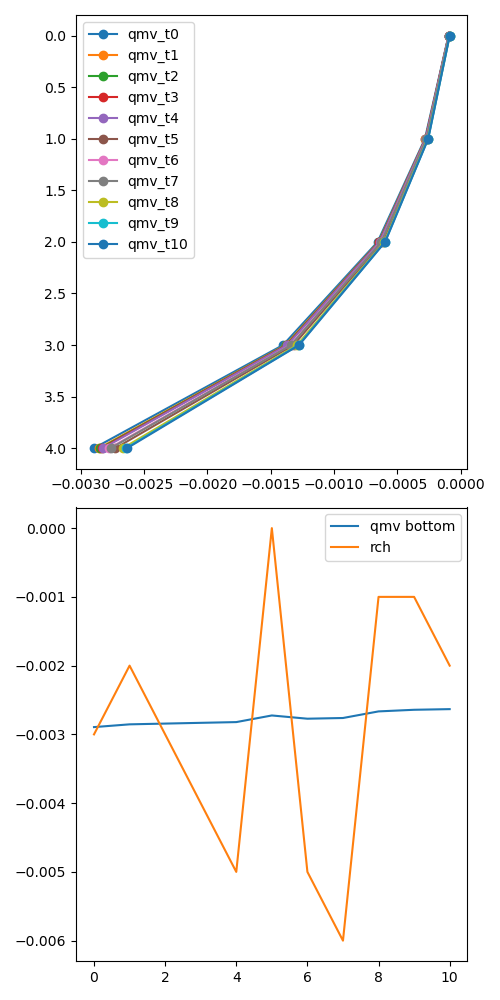 0.0
0.5
1.0
1.5
2.0
2.5
3.0
3.5
4.0
qmv_t0
qmv_t1
qmv_t2
qmv_t3
qmv_t4
qmv_t5
qmv_t6
qmv_t7
qmv_t8
qmv_t9
qmv_t10
−0.0030 −0.0025 −0.0020 −0.0015 −0.0010 −0.0005 0.0000
0.000
−0.001
−0.002
−0.003
−0.004
−0.005
−0.006
qmv bottom
rch
0 2 4 6 8 10